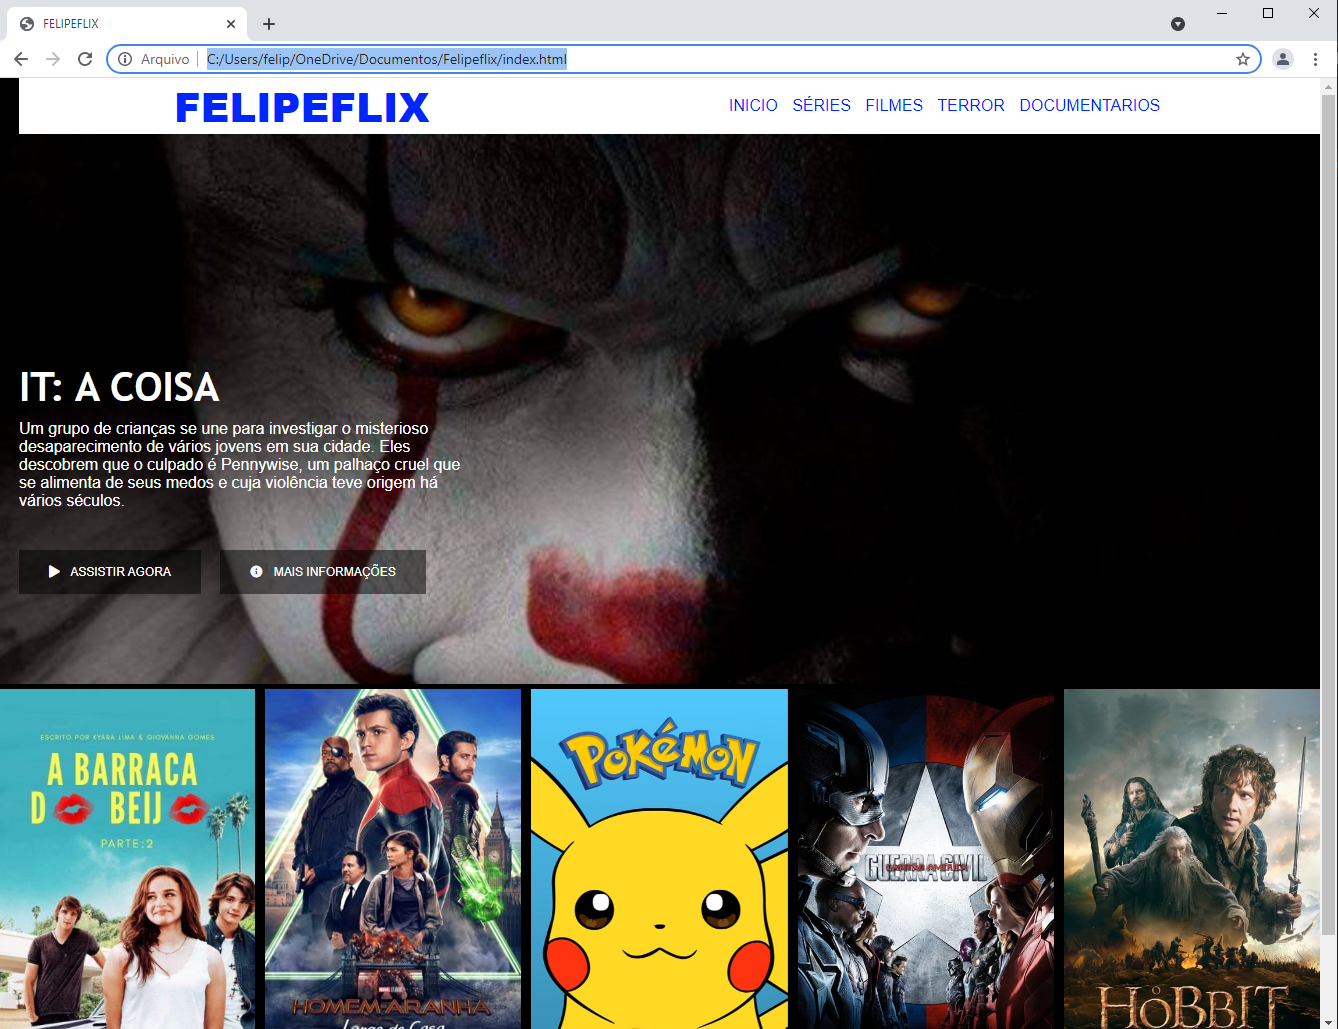 FELIPEFLIX
Arquivo | C:/Users/felip/OneDrive/Documentos/Felipeflix/index.html
FELIPEFLIX
INICIO SÉRIES FILMES TERROR DOCUMENTARIOS
IT: A COISA
Um grupo de crianças se une para investigar o misterioso
desaparecimento de vários jovens em sua cidade. Eles
descobrem que o culpado é Pennywise, um palhaço cruel que
se alimenta de seus medos e cuja violência teve origem há
vários séculos.
ASSISTIR AGORA
MAIS INFORMAÇÕES
ESCRITO POR KYARA LIMA & GIOVANNA GOMES
A BARRACA
D BEIJ
PARTE:2
HOMEM-ARANHA
Longe de Casa
POKÉMON
CAPITÃO AMÉRICA
GUERRA CIVIL
HOBBIT